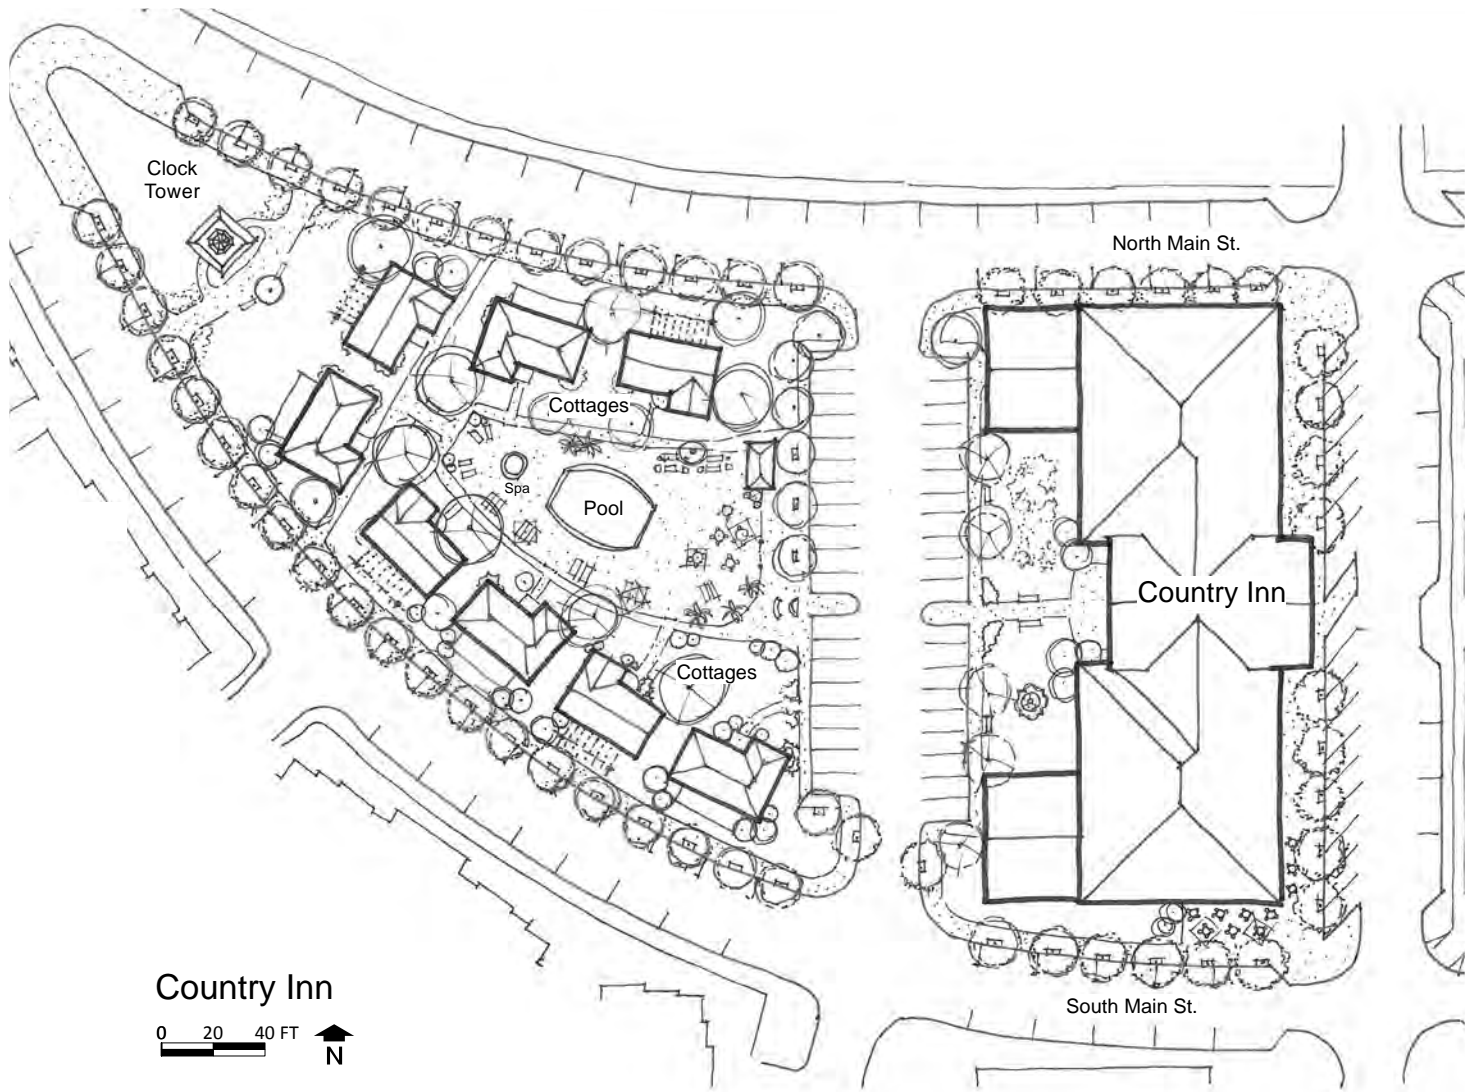 Clock
Tower
North Main St.
Cottages
Spa
Pool
Country Inn
Cottages
Country Inn
0 20 40 FT
N
South Main St.